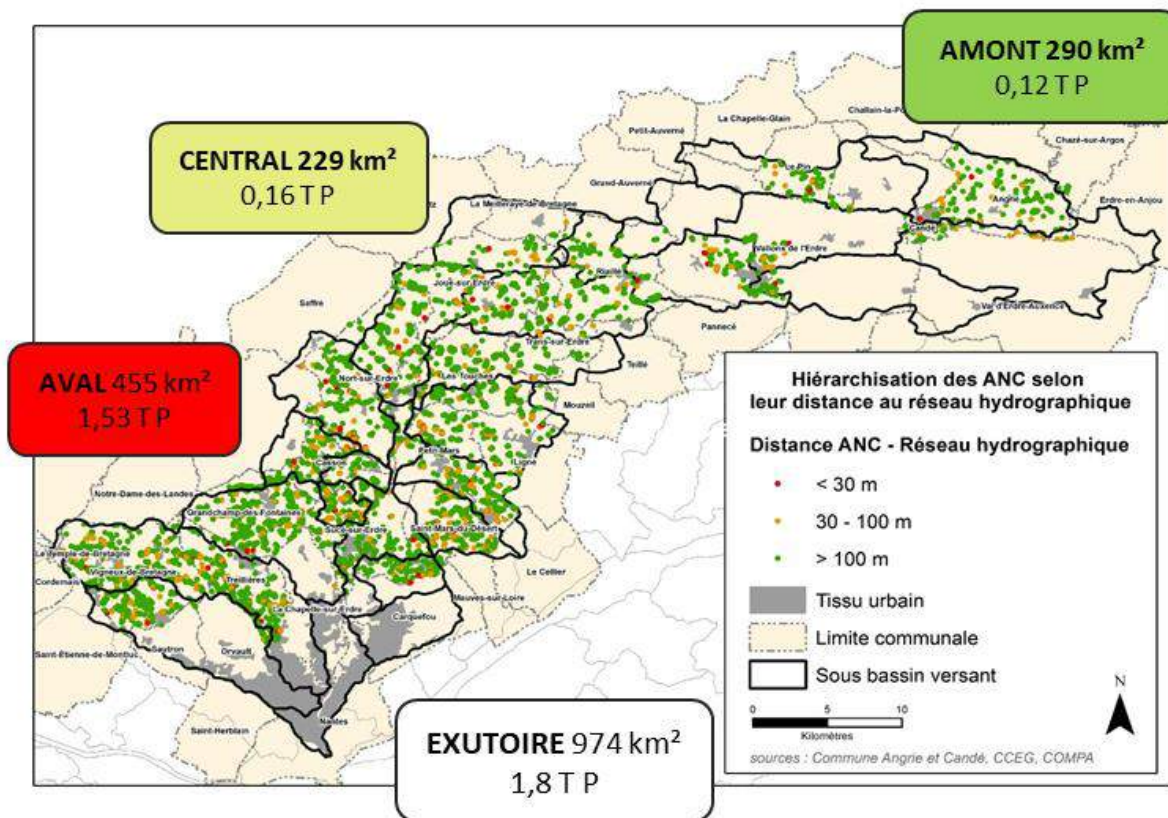 AMONT 290 km²
0,12 T P
CENTRAL 229 km²
0,16 T P
AVAL 455 km²
1,53 T P
EXUTOIRE 974 km²
1,8 T P
La Chapelle-Glain
Petit-Auverné
Chazé-sur-Argos
Grand-Auverné
Le-Pin
Angrie
Erdre-en-Anjou
La Meilleraye-de-Bretagne
Candé
Vallons de l'Erdre
Riaillé
Joué-sur-Erdre
Saffré
Val d'Erdre-Auxence
Pannecé
Trans-sur-Erdre
Teillé
Nort-sur-Erdre
Les Touches
Mouzeil
Petit-Mars
Ligné
Casson
Notre-Dame-des-Landes
Grandchamp-des-Fontaines
Sucé-sur-Erdre
Saint-Mars-du-Désert
Le Temple-de-Bretagne
Cordemais
Vigneux-de-Bretagne
Treillières
Le Cellier
Mauves-sur-Loire
La Chapelle-sur-Erdre
Carquefou
Saint-Étienne-de-Montluc
Sautron
Orvault
Saint-Herblain
Nantes
Hiérarchisation des ANC selon
leur distance au réseau hydrographique
Distance ANC - Réseau hydrographique
< 30 m
30 - 100 m
> 100 m
Tissu urbain
Limite communale
Sous bassin versant
N
0 5 10
Kilomètres
sources : Commune Angrie et Candé, CCEG, COMPA